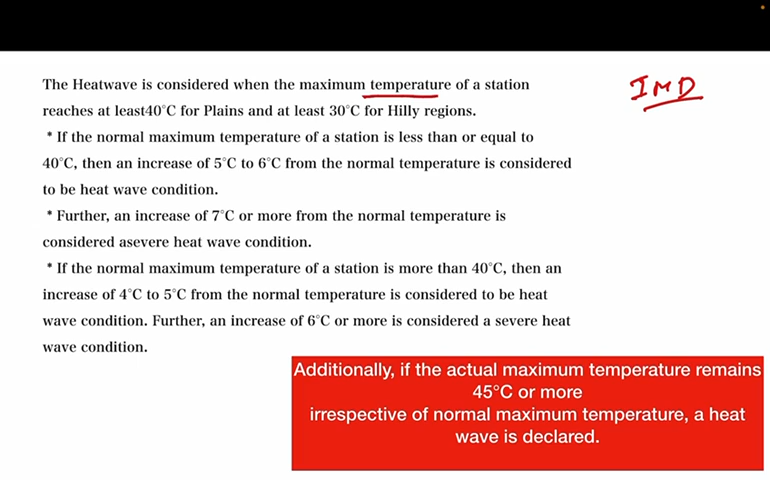 The Heatwave is considered when the maximum temperature of a station
IMD
reaches at least40°C for Plains and at least 30°C for Hilly regions.
* If the normal maximum temperature of a station is less than or equal to
40°C, then an increase of 5°C to 6°C from the normal temperature is considered
to be heat wave condition.
* Further, an increase of 7°C or more from the normal temperature is
considered asevere heat wave condition.
* If the normal maximum temperature of a station is more than 40°C, then an
increase of 4°C to 5°C from the normal temperature is considered to be heat
wave condition. Further, an increase of 6°C or more is considered a severe heat
wave condition.
Additionally, if the actual maximum temperature remains
45°C or more
irrespective of normal maximum temperature, a heat
wave is declared.